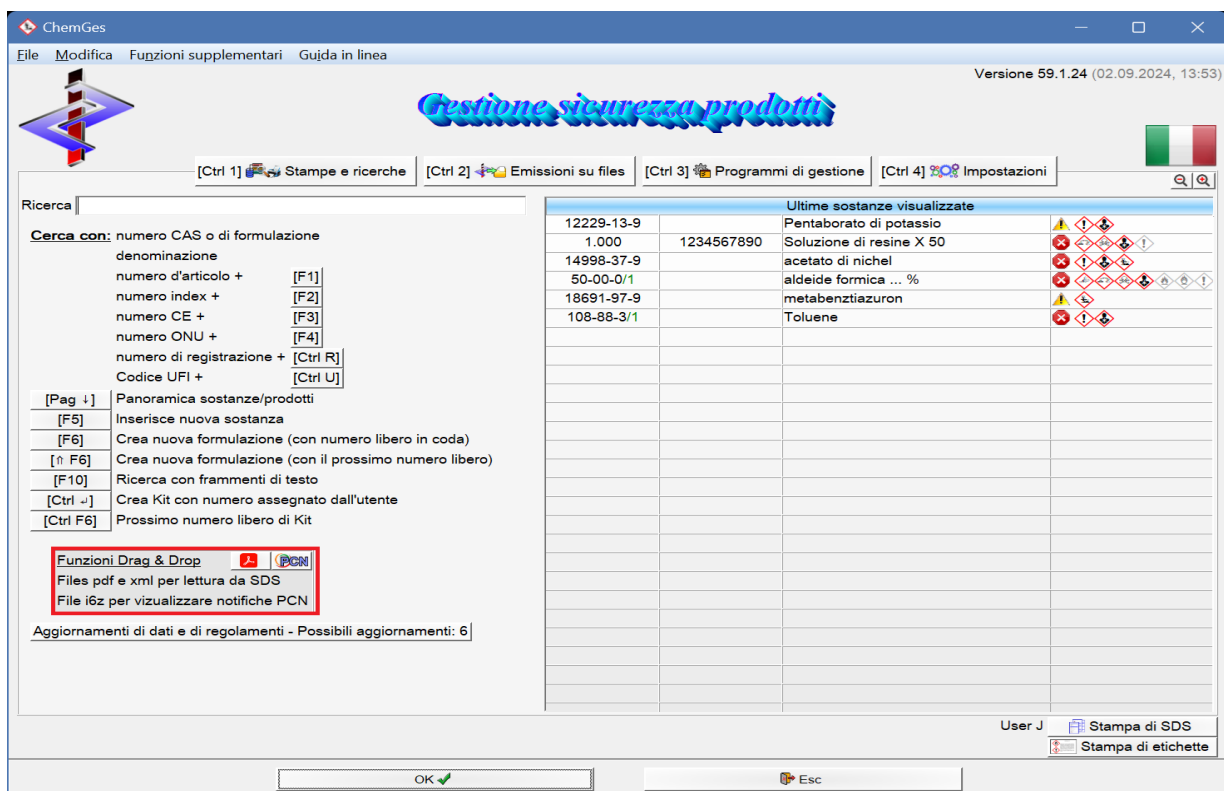 ChemGes
File Modifica Funzioni supplementari Guida in linea
Versione 59.1.24 (02.09.2024, 13:53)
Gestione sicurezza prodotti
[Ctrl 1] Stampe e ricerche [Ctrl 2] Emissioni su files [Ctrl 3] Programmi di gestione [Ctrl 4] Impostazioni
Ricerca
Cerca con: numero CAS o di formulazione
denominazione
numero d'articolo + [F1]
numero index + [F2]
numero CE + [F3]
numero ONU + [F4]
numero di registrazione + [Ctrl R]
Codice UFI + [Ctrl U]
[Pag ↓] Panoramica sostanze/prodotti
[F5] Inserisce nuova sostanza
[F6] Crea nuova formulazione (con numero libero in coda)
[⇑ F6] Crea nuova formulazione (con il prossimo numero libero)
[F10] Ricerca con frammenti di testo
[Ctrl ↵] Crea Kit con numero assegnato dall'utente
[Ctrl F6] Prossimo numero libero di Kit
Funzioni Drag & Drop PCN
Files pdf e xml per lettura da SDS
File i6z per vizualizzare notifiche PCN
Aggiornamenti di dati e di regolamenti - Possibili aggiornamenti: 6
Ultime sostanze visualizzate
12229-13-9 Pentaborato di potassio
1.000 1234567890 Soluzione di resine X 50
14998-37-9 acetato di nichel
50-00-0/1 aldeide formica ... %
18691-97-9 metabenztiazuron
108-88-3/1 Toluene
User J Stampa di SDS
Stampa di etichette
OK Esc